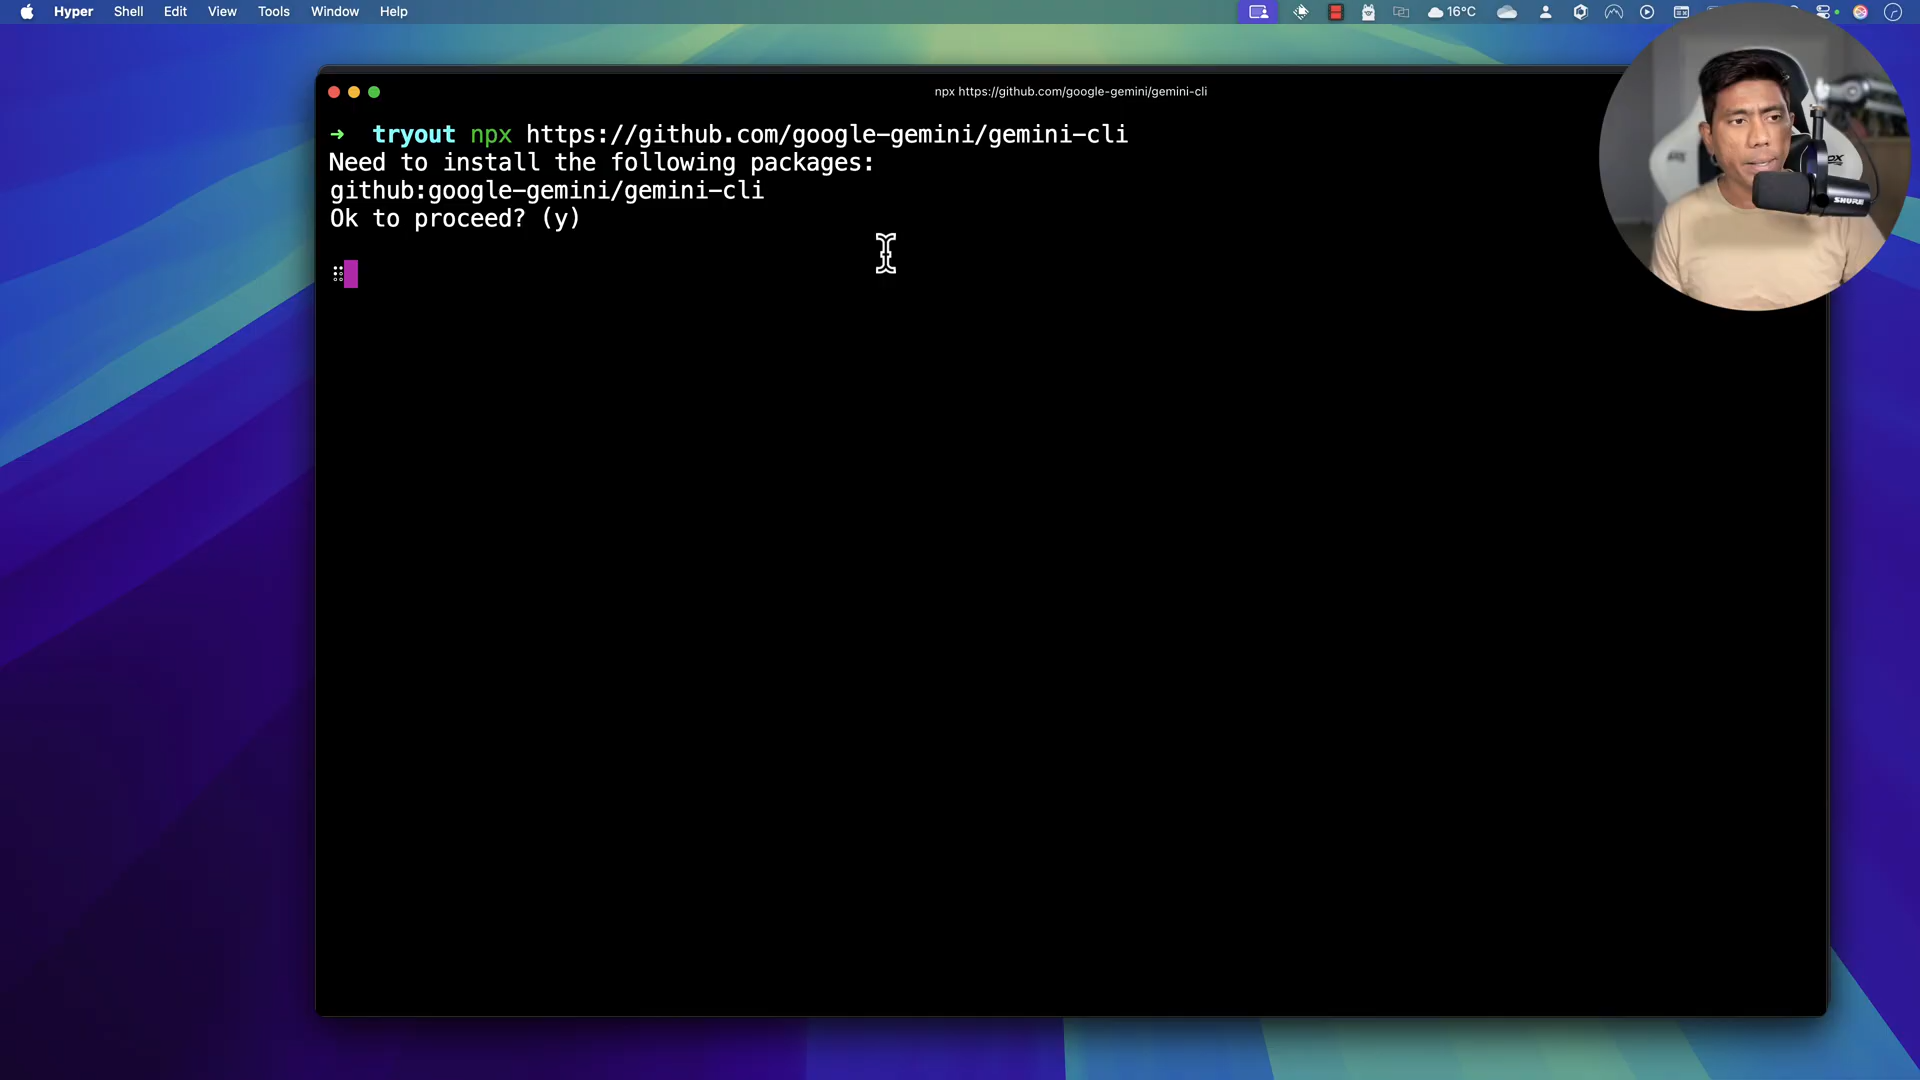 Hyper Shell Edit View Tools Window Help 16°C
npx https://github.com/google-gemini/gemini-cli
→ tryout npx https://github.com/google-gemini/gemini-cli
Need to install the following packages:
github:google-gemini/gemini-cli
Ok to proceed? (y)
SHURE